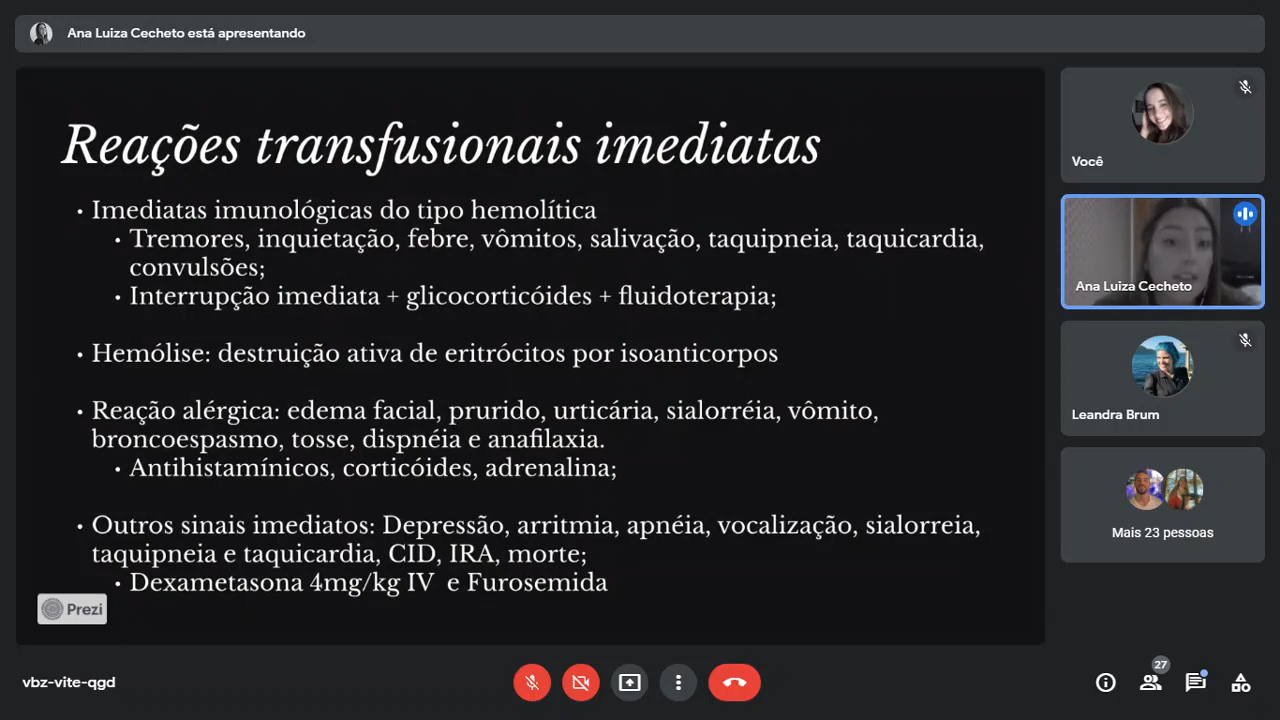 Ana Luiza Cecheto está apresentando
Reações transfusionais imediatas
• Imediatas imunológicas do tipo hemolítica
• Tremores, inquietação, febre, vômitos, salivação, taquipneia, taquicardia,
convulsões;
• Interrupção imediata + glicocorticóides + fluidoterapia;
• Hemólise: destruição ativa de eritrócitos por isoanticorpos
• Reação alérgica: edema facial, prurido, urticária, sialorréia, vômito,
broncoespasmo, tosse, dispnéia e anafilaxia.
• Antihistamínicos, corticóides, adrenalina;
• Outros sinais imediatos: Depressão, arritmia, apnéia, vocalização, sialorreia,
taquipneia e taquicardia, CID, IRA, morte;
• Dexametasona 4mg/kg IV e Furosemida
Prezi
Você
Ana Luiza Cecheto
Leandra Brum
Mais 23 pessoas
vbz-vite-qgd
27